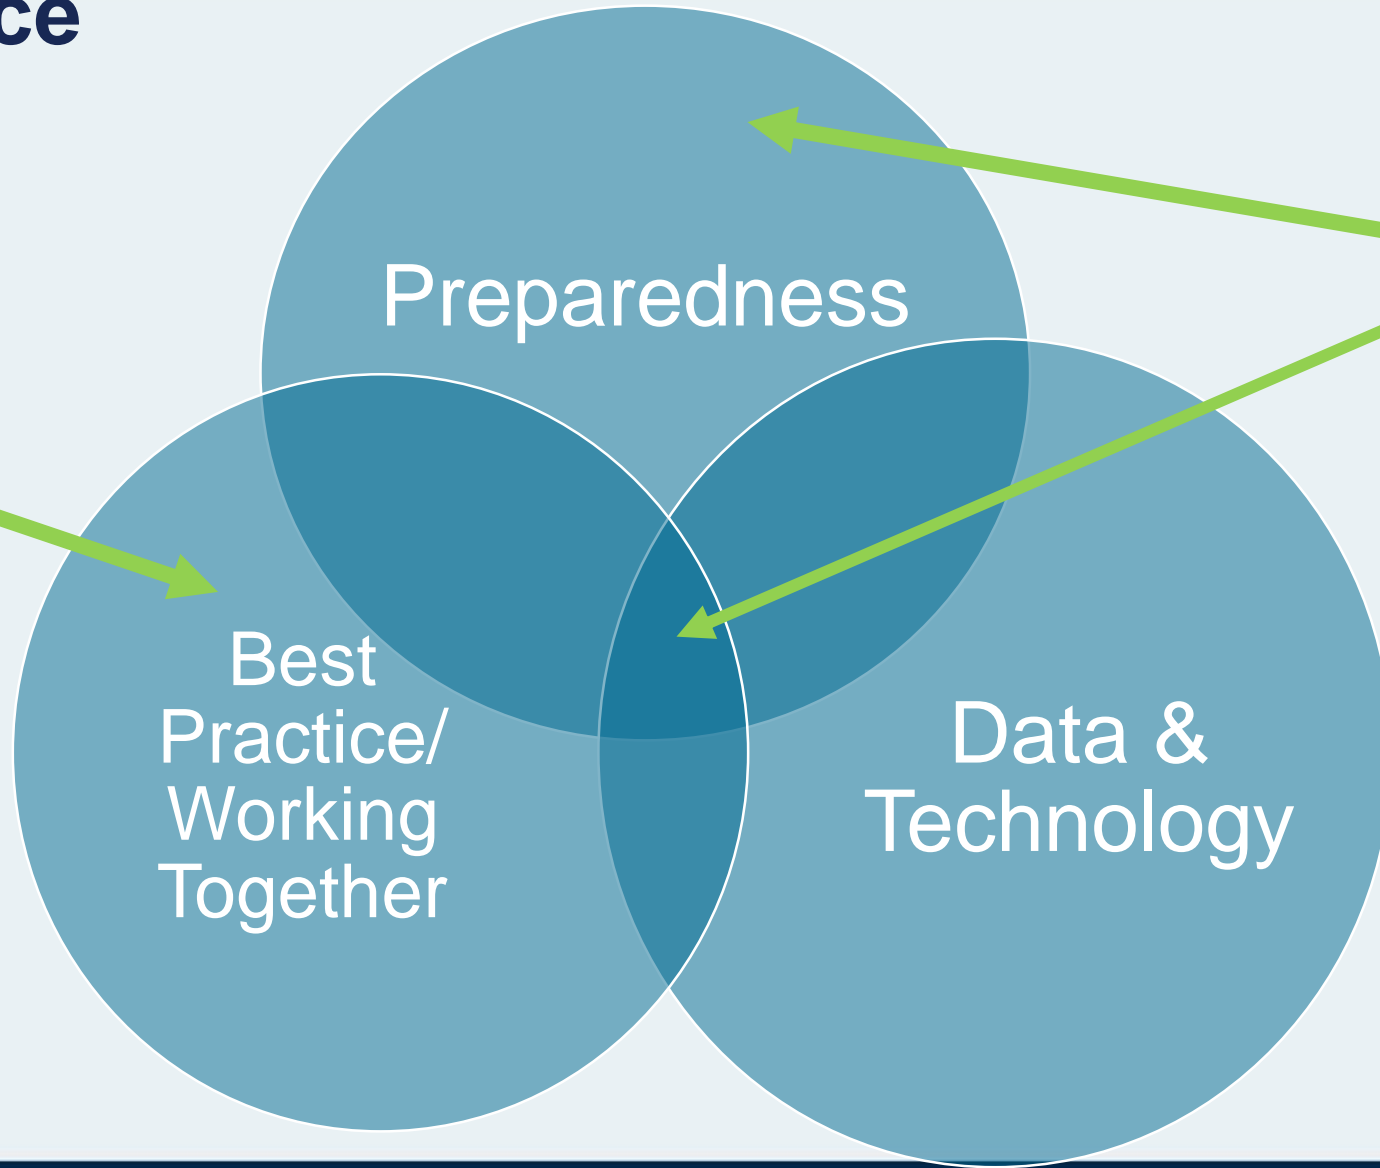 ce
Preparedness
Best
Practice/
Working
Together
Data &
Technology